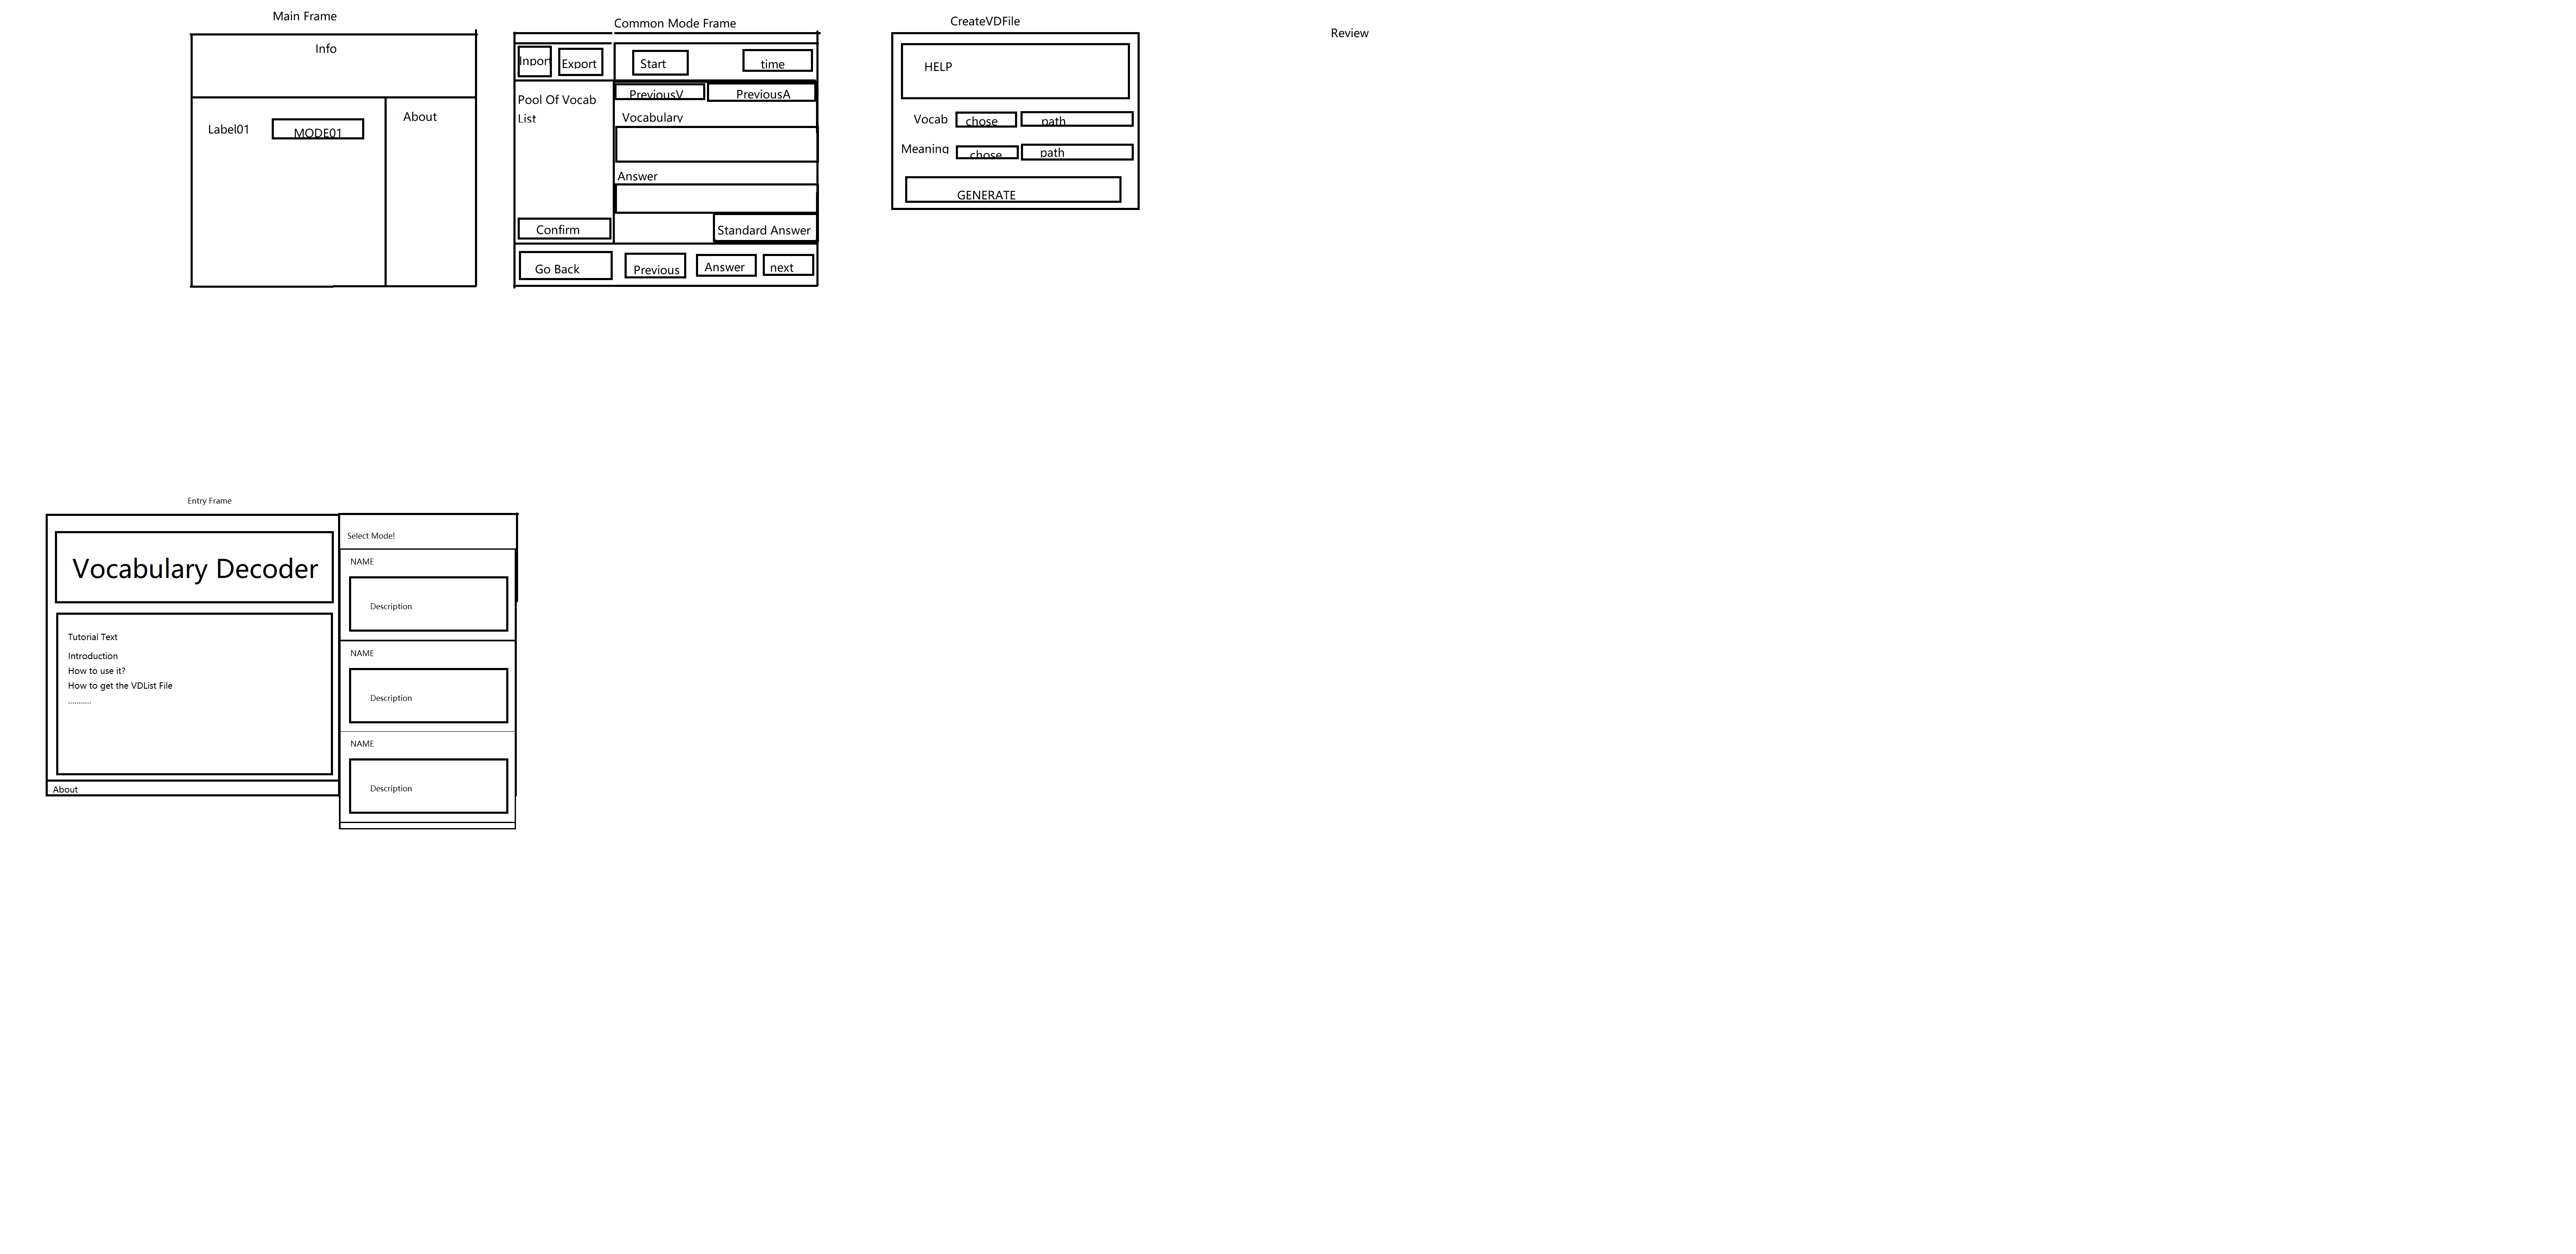 Main Frame
Info
Label01
MODE01
About
Common Mode Frame
Inport
Export
Start
time
Pool Of Vocab
List
PreviousV
PreviousA
Vocabulary
Answer
Confirm
Standard Answer
Go Back
Previous
Answer
next
CreateVDFile
HELP
Vocab
chose
path
Meaning
chose
path
GENERATE
Review
Entry Frame
Vocabulary Decoder
Tutorial Text
Introduction
How to use it?
How to get the VDList File
...........
About
Select Mode!
NAME
Description
NAME
Description
NAME
Description